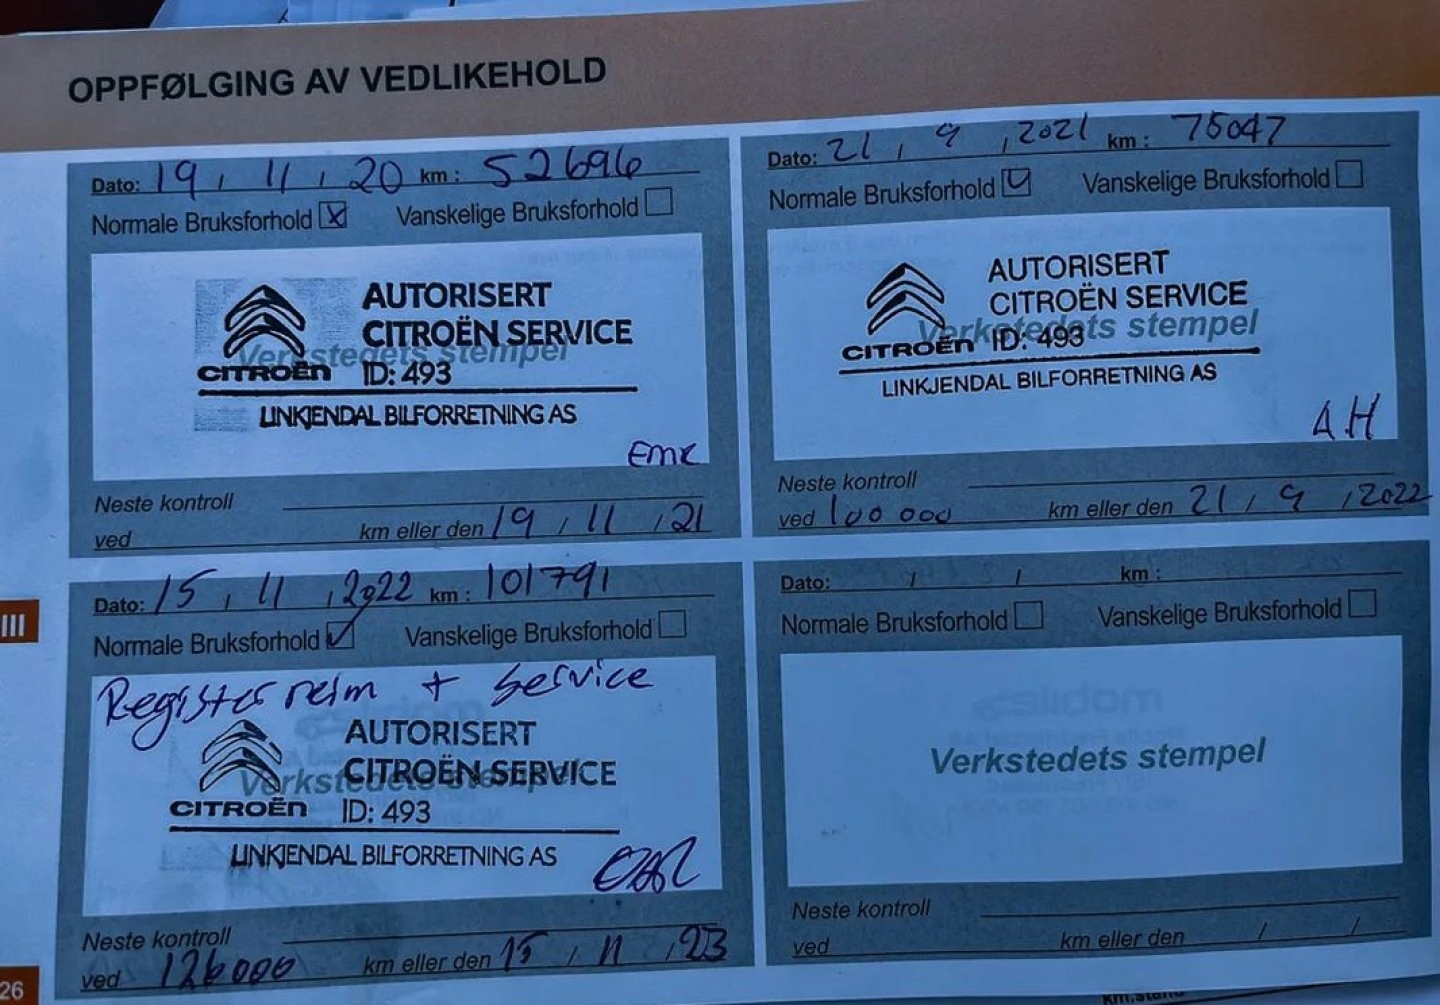 OPPFØLGING AV VEDLIKEHOLD
Dato: 19 / 11 / 20 km: 52696
Normale Bruksforhold Vanskelige Bruksforhold
AUTORISERT
CITROËN SERVICE
Verkstedets stempel
CITROËN ID: 493
LINKJENDAL BILFORRETNING AS
EMK
Neste kontroll
ved km eller den 19 / 11 / 21
Dato: 21 / 9 / 2021 km: 75047
Normale Bruksforhold Vanskelige Bruksforhold
AUTORISERT
CITROËN SERVICE
Verkstedets stempel
CITROËN ID: 493
LINKJENDAL BILFORRETNING AS
A.H
Neste kontroll
ved 100 000 km eller den 21 / 9 / 2022
III
Dato: 15 / 11 / 2022 km: 101791
Normale Bruksforhold Vanskelige Bruksforhold
Registerreim + Service
AUTORISERT
CITROËN SERVICE
Verkstedets stempel
CITROËN ID: 493
LINKJENDAL BILFORRETNING AS
Neste kontroll
ved 126000 km eller den 15 / 11 / 23
Dato: / / km:
Normale Bruksforhold Vanskelige Bruksforhold
Verkstedets stempel
Neste kontroll
ved km eller den / /
26